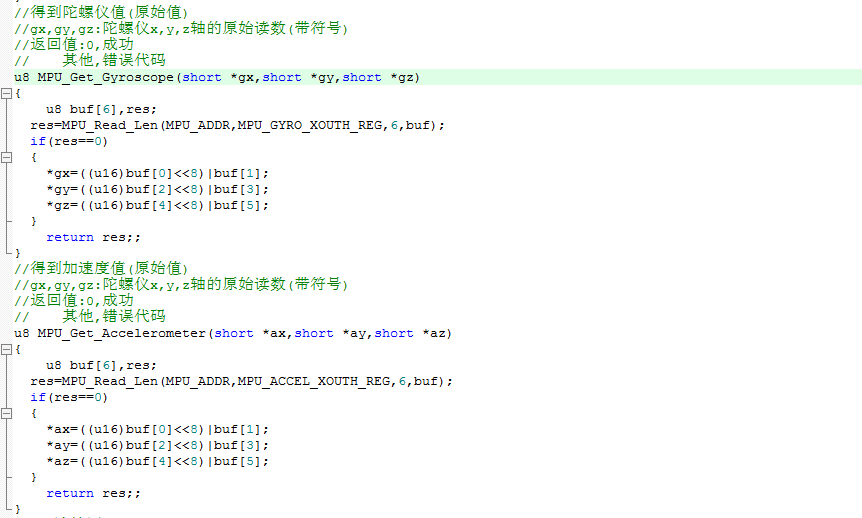 //得到陀螺仪值(原始值)
//gx,gy,gz:陀螺仪x,y,z轴的原始读数(带符号)
//返回值:0,成功
//    其他,错误代码
u8 MPU_Get_Gyroscope(short *gx,short *gy,short *gz)
{
    u8 buf[6],res;
  res=MPU_Read_Len(MPU_ADDR,MPU_GYRO_XOUTH_REG,6,buf);
  if(res==0)
  {
    *gx=((u16)buf[0]<<8)|buf[1];
    *gy=((u16)buf[2]<<8)|buf[3];
    *gz=((u16)buf[4]<<8)|buf[5];
  }
    return res;;
}
//得到加速度值(原始值)
//gx,gy,gz:陀螺仪x,y,z轴的原始读数(带符号)
//返回值:0,成功
//    其他,错误代码
u8 MPU_Get_Accelerometer(short *ax,short *ay,short *az)
{
    u8 buf[6],res;
  res=MPU_Read_Len(MPU_ADDR,MPU_ACCEL_XOUTH_REG,6,buf);
  if(res==0)
  {
    *ax=((u16)buf[0]<<8)|buf[1];
    *ay=((u16)buf[2]<<8)|buf[3];
    *az=((u16)buf[4]<<8)|buf[5];
  }
    return res;;
}